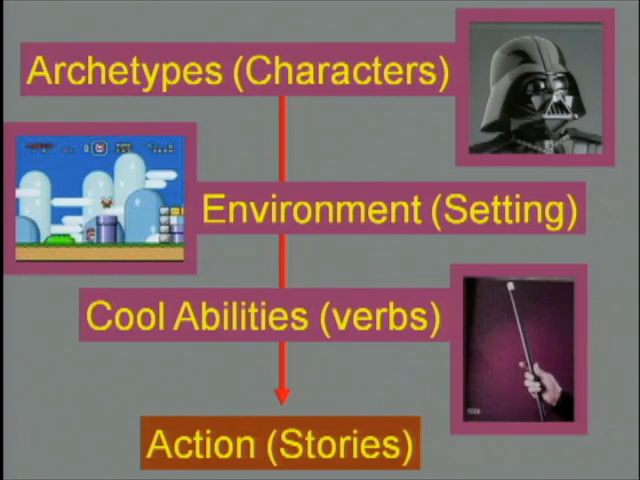 Archetypes (Characters)
Environment (Setting)
Cool Abilities (verbs)
Action (Stories)